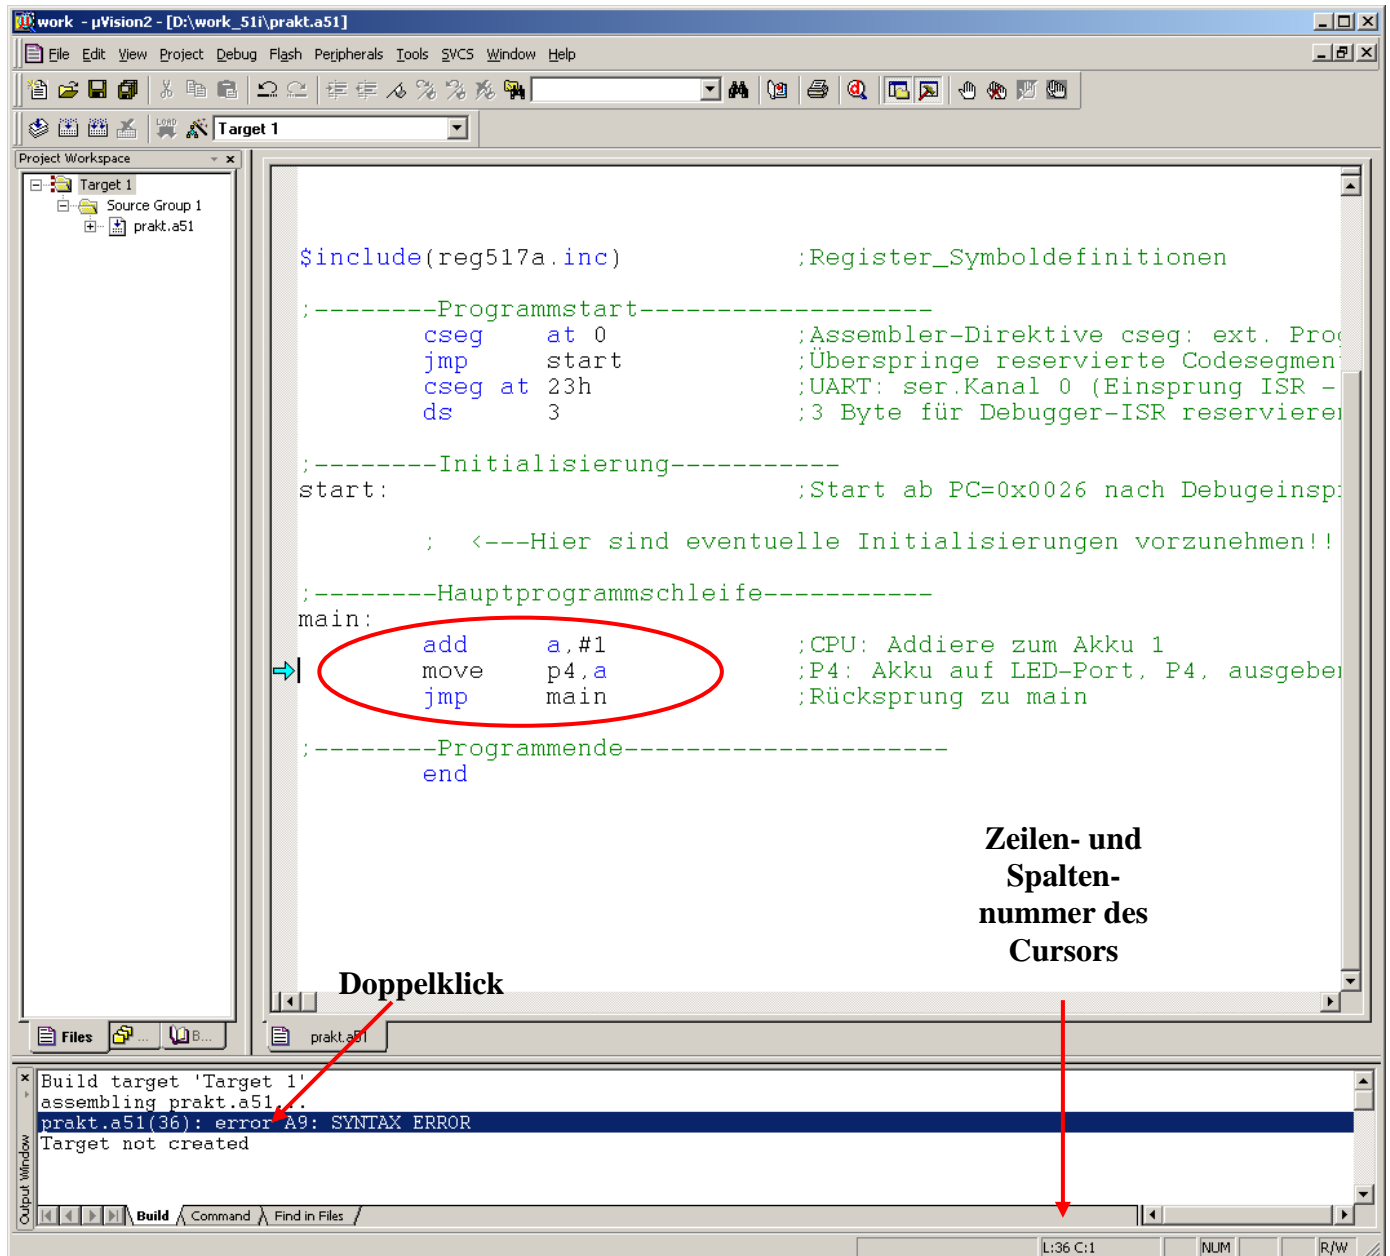 work - µVision2 - [D:\work_51i\prakt.a51]
File Edit View Project Debug Flash Peripherals Tools SVCS Window Help
LOAD
Target 1
Project Workspace
Target 1
Source Group 1
prakt.a51
$include(reg517a.inc) ;Register_Symboldefinitionen
;--------Programmstart-------------------
cseg at 0 ;Assembler-Direktive cseg: ext.
jmp start ;Überspringe reservierte
cseg at 23h ;UART: ser.Kanal 0 (Einsprung ISR -
ds 3 ;3 Byte für Debugger-ISR
;--------Initialisierung-----------
start: ;Start ab PC=0x0026 nach
; <---Hier sind eventuelle Initialisierungen vorzunehmen!!
;--------Hauptprogrammschleife-----------
main:
add a,#1 ;CPU: Addiere zum Akku 1
move p4,a ;P4: Akku auf LED-Port, P4,
jmp main ;Rücksprung zu main
;--------Programmende---------------------
end
Zeilen- und
Spalten-
nummer des
Cursors
Doppelklick
Files ... B...
prakt.a51
Build target 'Target 1'
assembling prakt.a51...
prakt.a51(36): error A9: SYNTAX ERROR
Target not created
Output Window
Build Command Find in Files
L:36 C:1 NUM R/W